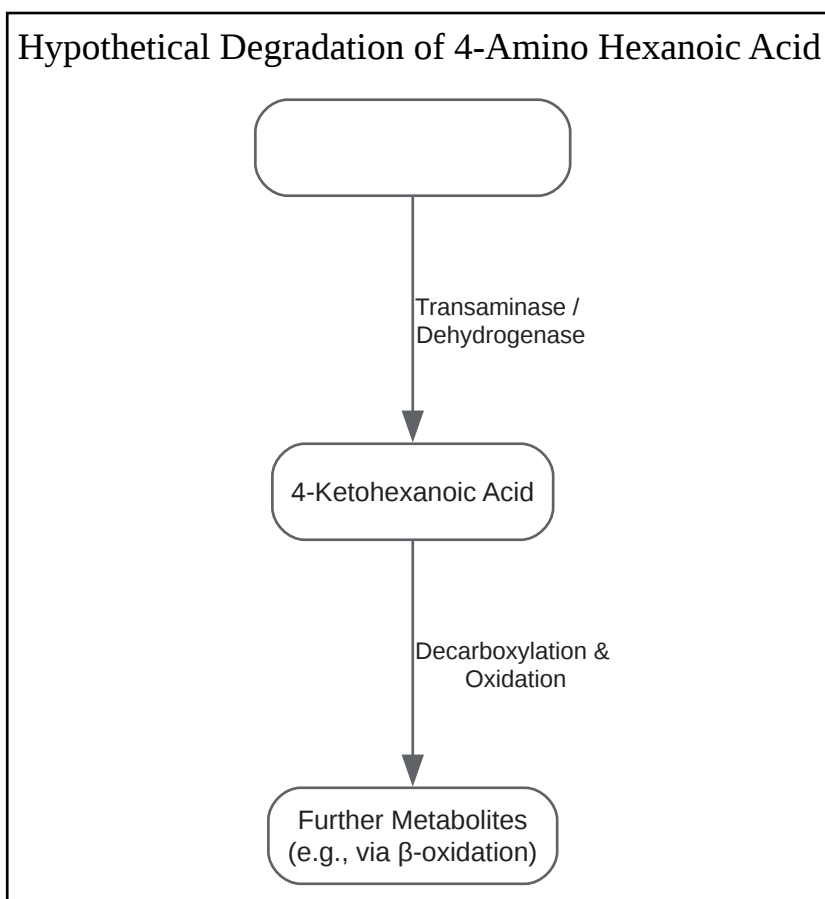 Hypothetical Degradation of 4-Amino Hexanoic Acid
Transaminase /
Dehydrogenase
4-Ketohexanoic Acid
Decarboxylation &
Oxidation
Further Metabolites
(e.g., via β-oxidation)